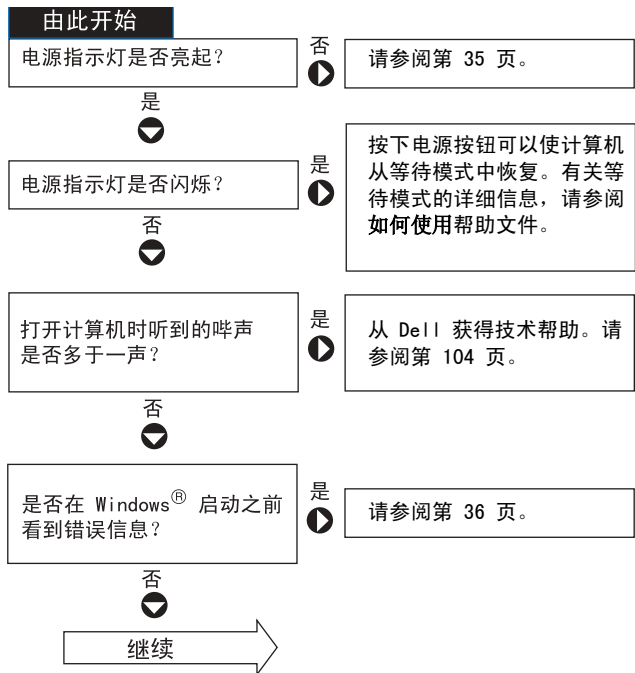 由此开始
电源指示灯是否亮起？
否
请参阅第 35 页。
是
电源指示灯是否闪烁？
是
按下电源按钮可以使计算机
从等待模式中恢复。有关等
待模式的详细信息，请参阅
如何使用帮助文件。
否
打开计算机时听到的哔声
是否多于一声？
是
从 Dell 获得技术帮助。请
参阅第 104 页。
否
是否在 Windows® 启动之前
看到错误信息？
是
请参阅第 36 页。
否
继续